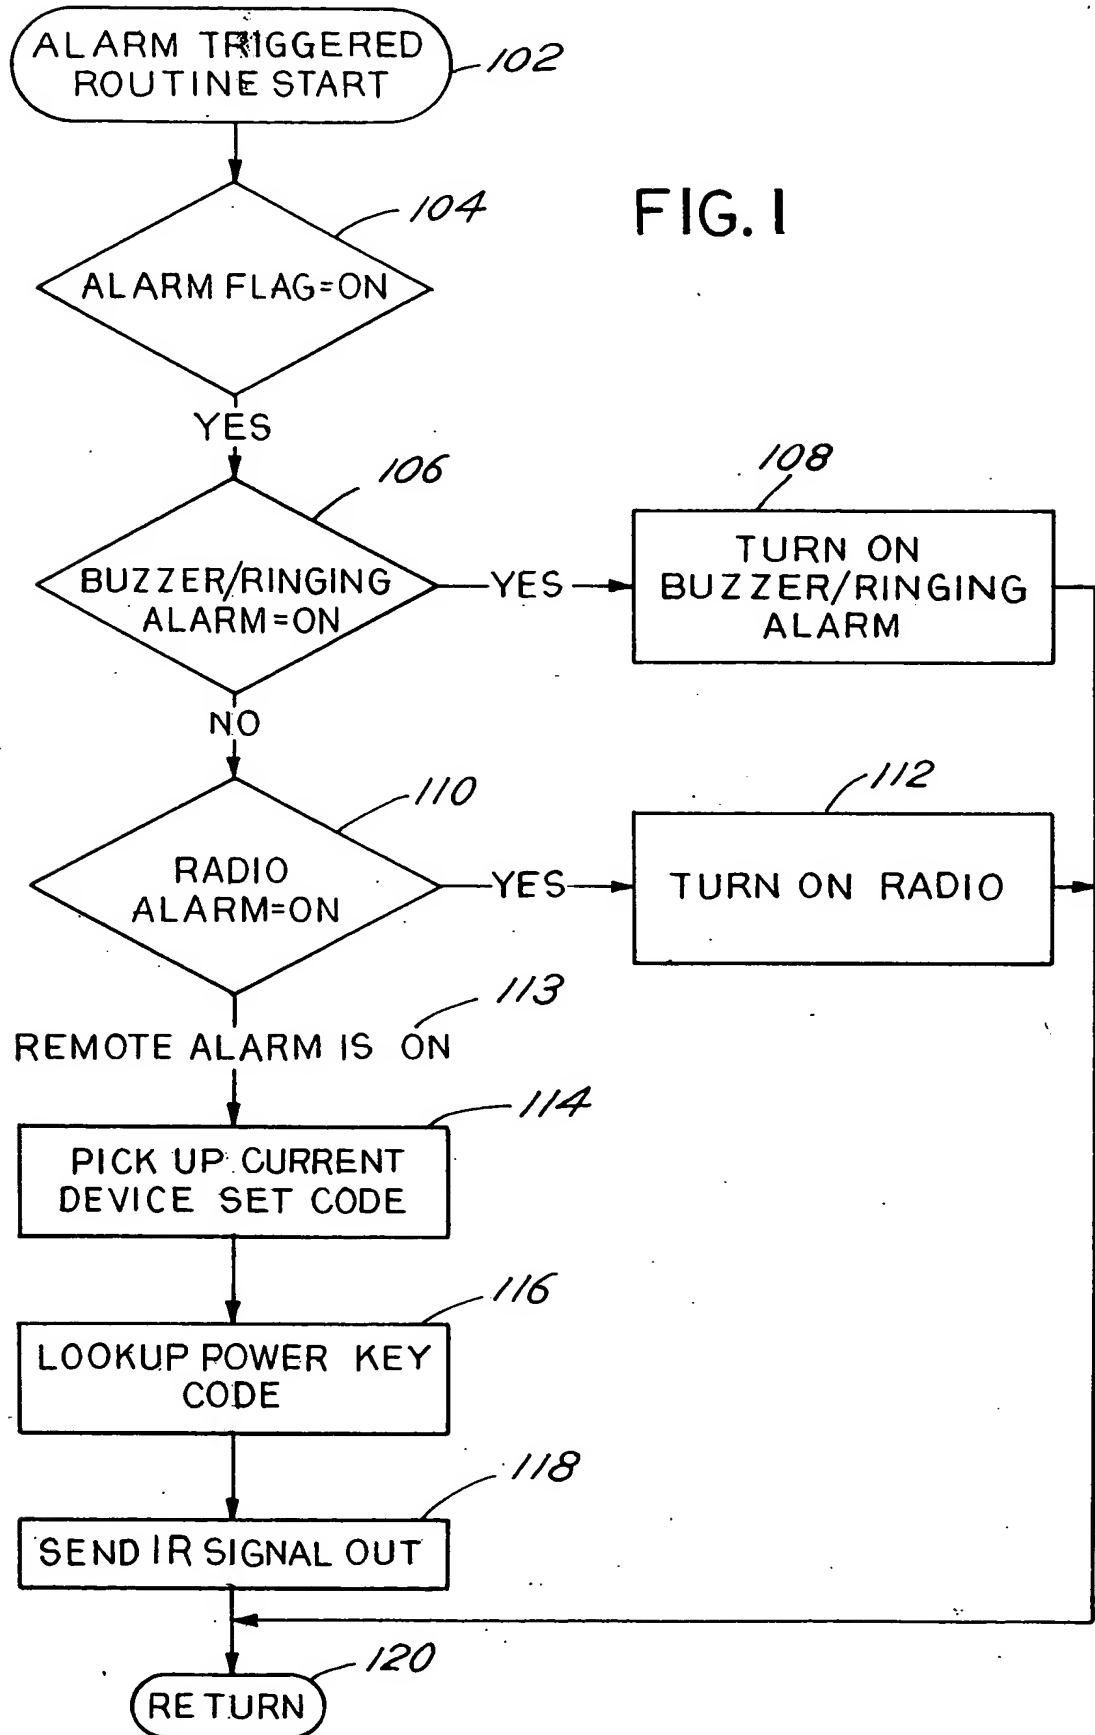 ALARM TRIGGERED
ROUTINE START
102
FIG. 1
104
ALARM FLAG=ON
YES
106
BUZZER/RINGING
ALARM=ON
YES
108
TURN ON
BUZZER/RINGING
ALARM
NO
110
RADIO
ALARM=ON
YES
112
TURN ON RADIO
113
REMOTE ALARM IS ON
114
PICK UP CURRENT
DEVICE SET CODE
116
LOOKUP POWER KEY
CODE
118
SEND IR SIGNAL OUT
120
RETURN